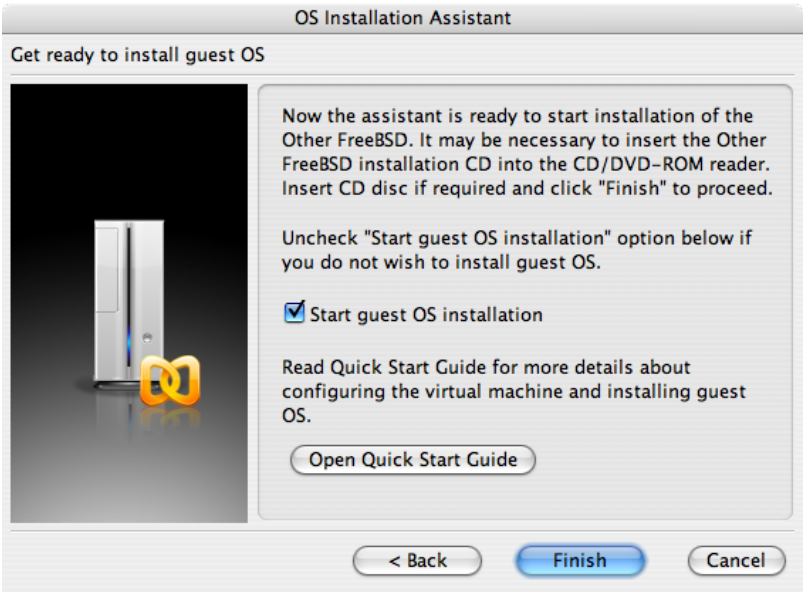 OS Installation Assistant
Get ready to install guest OS
Now the assistant is ready to start installation of the
Other FreeBSD. It may be necessary to insert the Other
FreeBSD installation CD into the CD/DVD-ROM reader.
Insert CD disc if required and click "Finish" to proceed.
Uncheck "Start guest OS installation" option below if
you do not wish to install guest OS.
Start guest OS installation
Read Quick Start Guide for more details about
configuring the virtual machine and installing guest
OS.
Open Quick Start Guide
< Back
Finish
Cancel